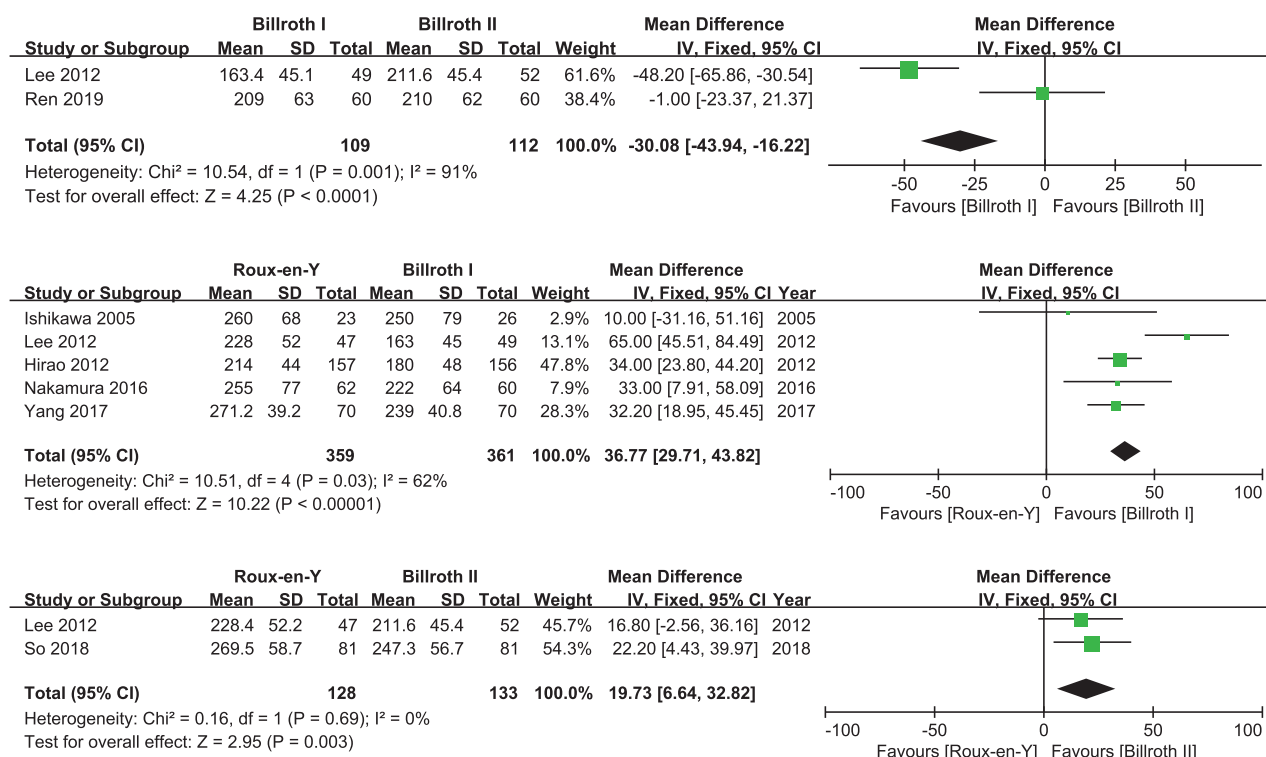 Billroth I Billroth II Mean Difference Mean Difference
Study or Subgroup Mean SD Total Mean SD Total Weight IV, Fixed, 95% CI IV, Fixed, 95% CI
Lee 2012 163.4 45.1 49 211.6 45.4 52 61.6% -48.20 [-65.86, -30.54]
Ren 2019 209 63 60 210 62 60 38.4% -1.00 [-23.37, 21.37]
Total (95% CI) 109 112 100.0% -30.08 [-43.94, -16.22]
Heterogeneity: Chi² = 10.54, df = 1 (P = 0.001); I² = 91%
Test for overall effect: Z = 4.25 (P < 0.0001)
-50 -25 0 25 50
Favours [Billroth I] Favours [Billroth II]
Roux-en-Y Billroth I Mean Difference Mean Difference
Study or Subgroup Mean SD Total Mean SD Total Weight IV, Fixed, 95% CI Year IV, Fixed, 95% CI
Ishikawa 2005 260 68 23 250 79 26 2.9% 10.00 [-31.16, 51.16] 2005
Lee 2012 228 52 47 163 45 49 13.1% 65.00 [45.51, 84.49] 2012
Hirao 2012 214 44 157 180 48 156 47.8% 34.00 [23.80, 44.20] 2012
Nakamura 2016 255 77 62 222 64 60 7.9% 33.00 [7.91, 58.09] 2016
Yang 2017 271.2 39.2 70 239 40.8 70 28.3% 32.20 [18.95, 45.45] 2017
Total (95% CI) 359 361 100.0% 36.77 [29.71, 43.82]
Heterogeneity: Chi² = 10.51, df = 4 (P = 0.03); I² = 62%
Test for overall effect: Z = 10.22 (P < 0.00001)
-100 -50 0 50 100
Favours [Roux-en-Y] Favours [Billroth I]
Roux-en-Y Billroth II Mean Difference Mean Difference
Study or Subgroup Mean SD Total Mean SD Total Weight IV, Fixed, 95% CI Year IV, Fixed, 95% CI
Lee 2012 228.4 52.2 47 211.6 45.4 52 45.7% 16.80 [-2.56, 36.16] 2012
So 2018 269.5 58.7 81 247.3 56.7 81 54.3% 22.20 [4.43, 39.97] 2018
Total (95% CI) 128 133 100.0% 19.73 [6.64, 32.82]
Heterogeneity: Chi² = 0.16, df = 1 (P = 0.69); I² = 0%
Test for overall effect: Z = 2.95 (P = 0.003)
-100 -50 0 50 100
Favours [Roux-en-Y] Favours [Billroth II]